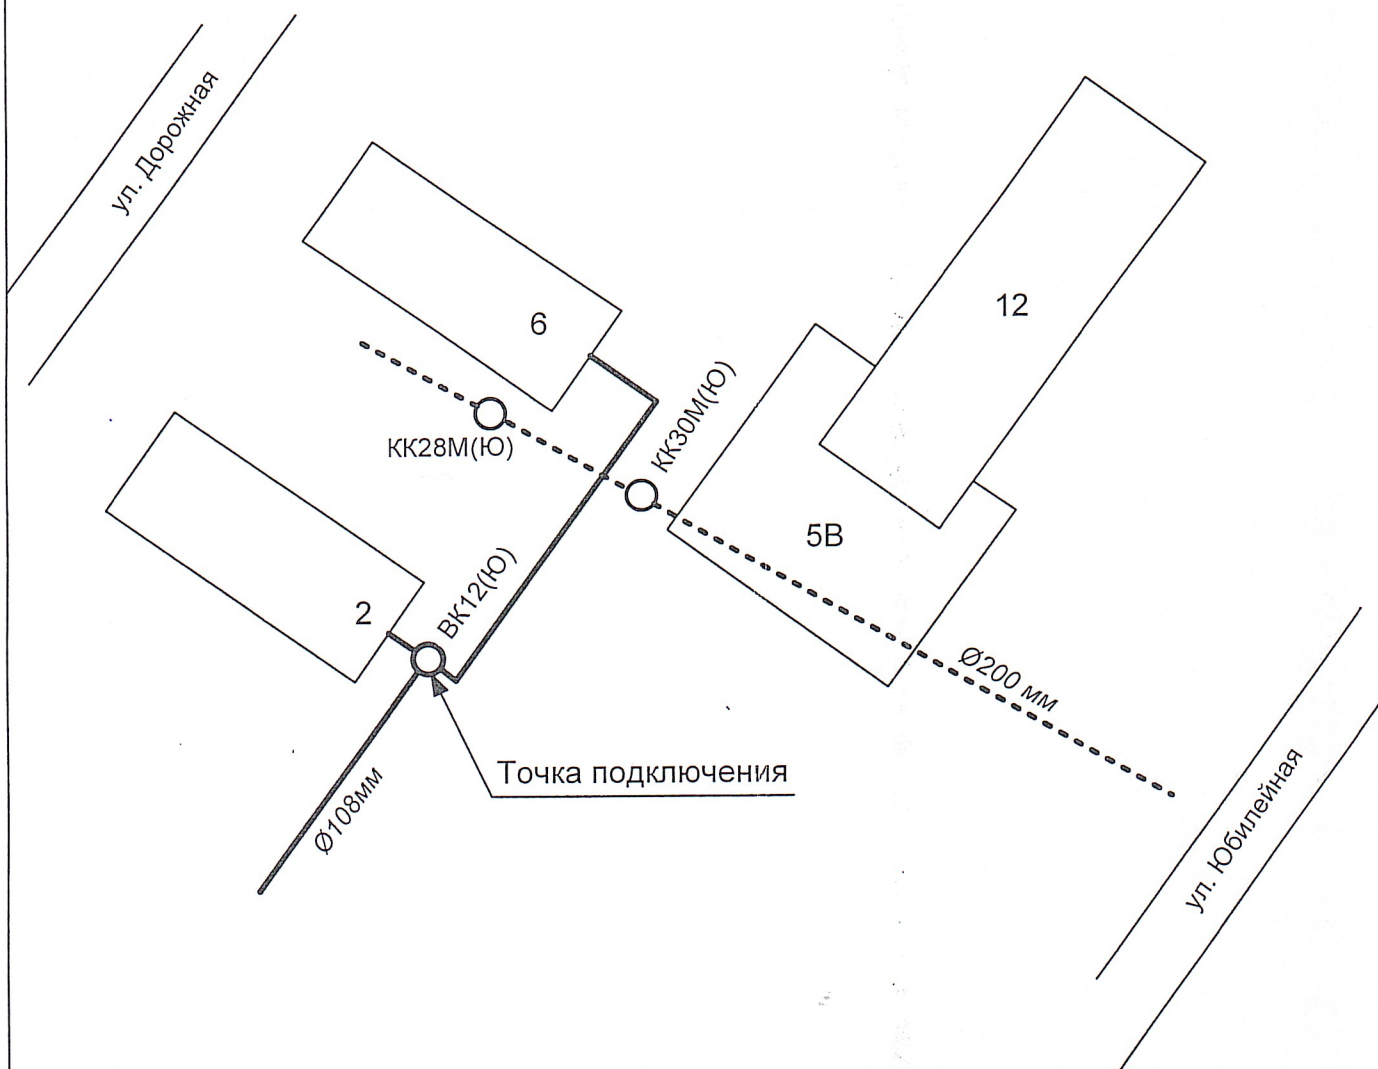 ул. Дорожная
6
12
КК28М(Ю)
КК30М(Ю)
5В
2
ВК12(Ю)
Ø200 мм
Точка подключения
Ø108мм
ул. Юбилейная